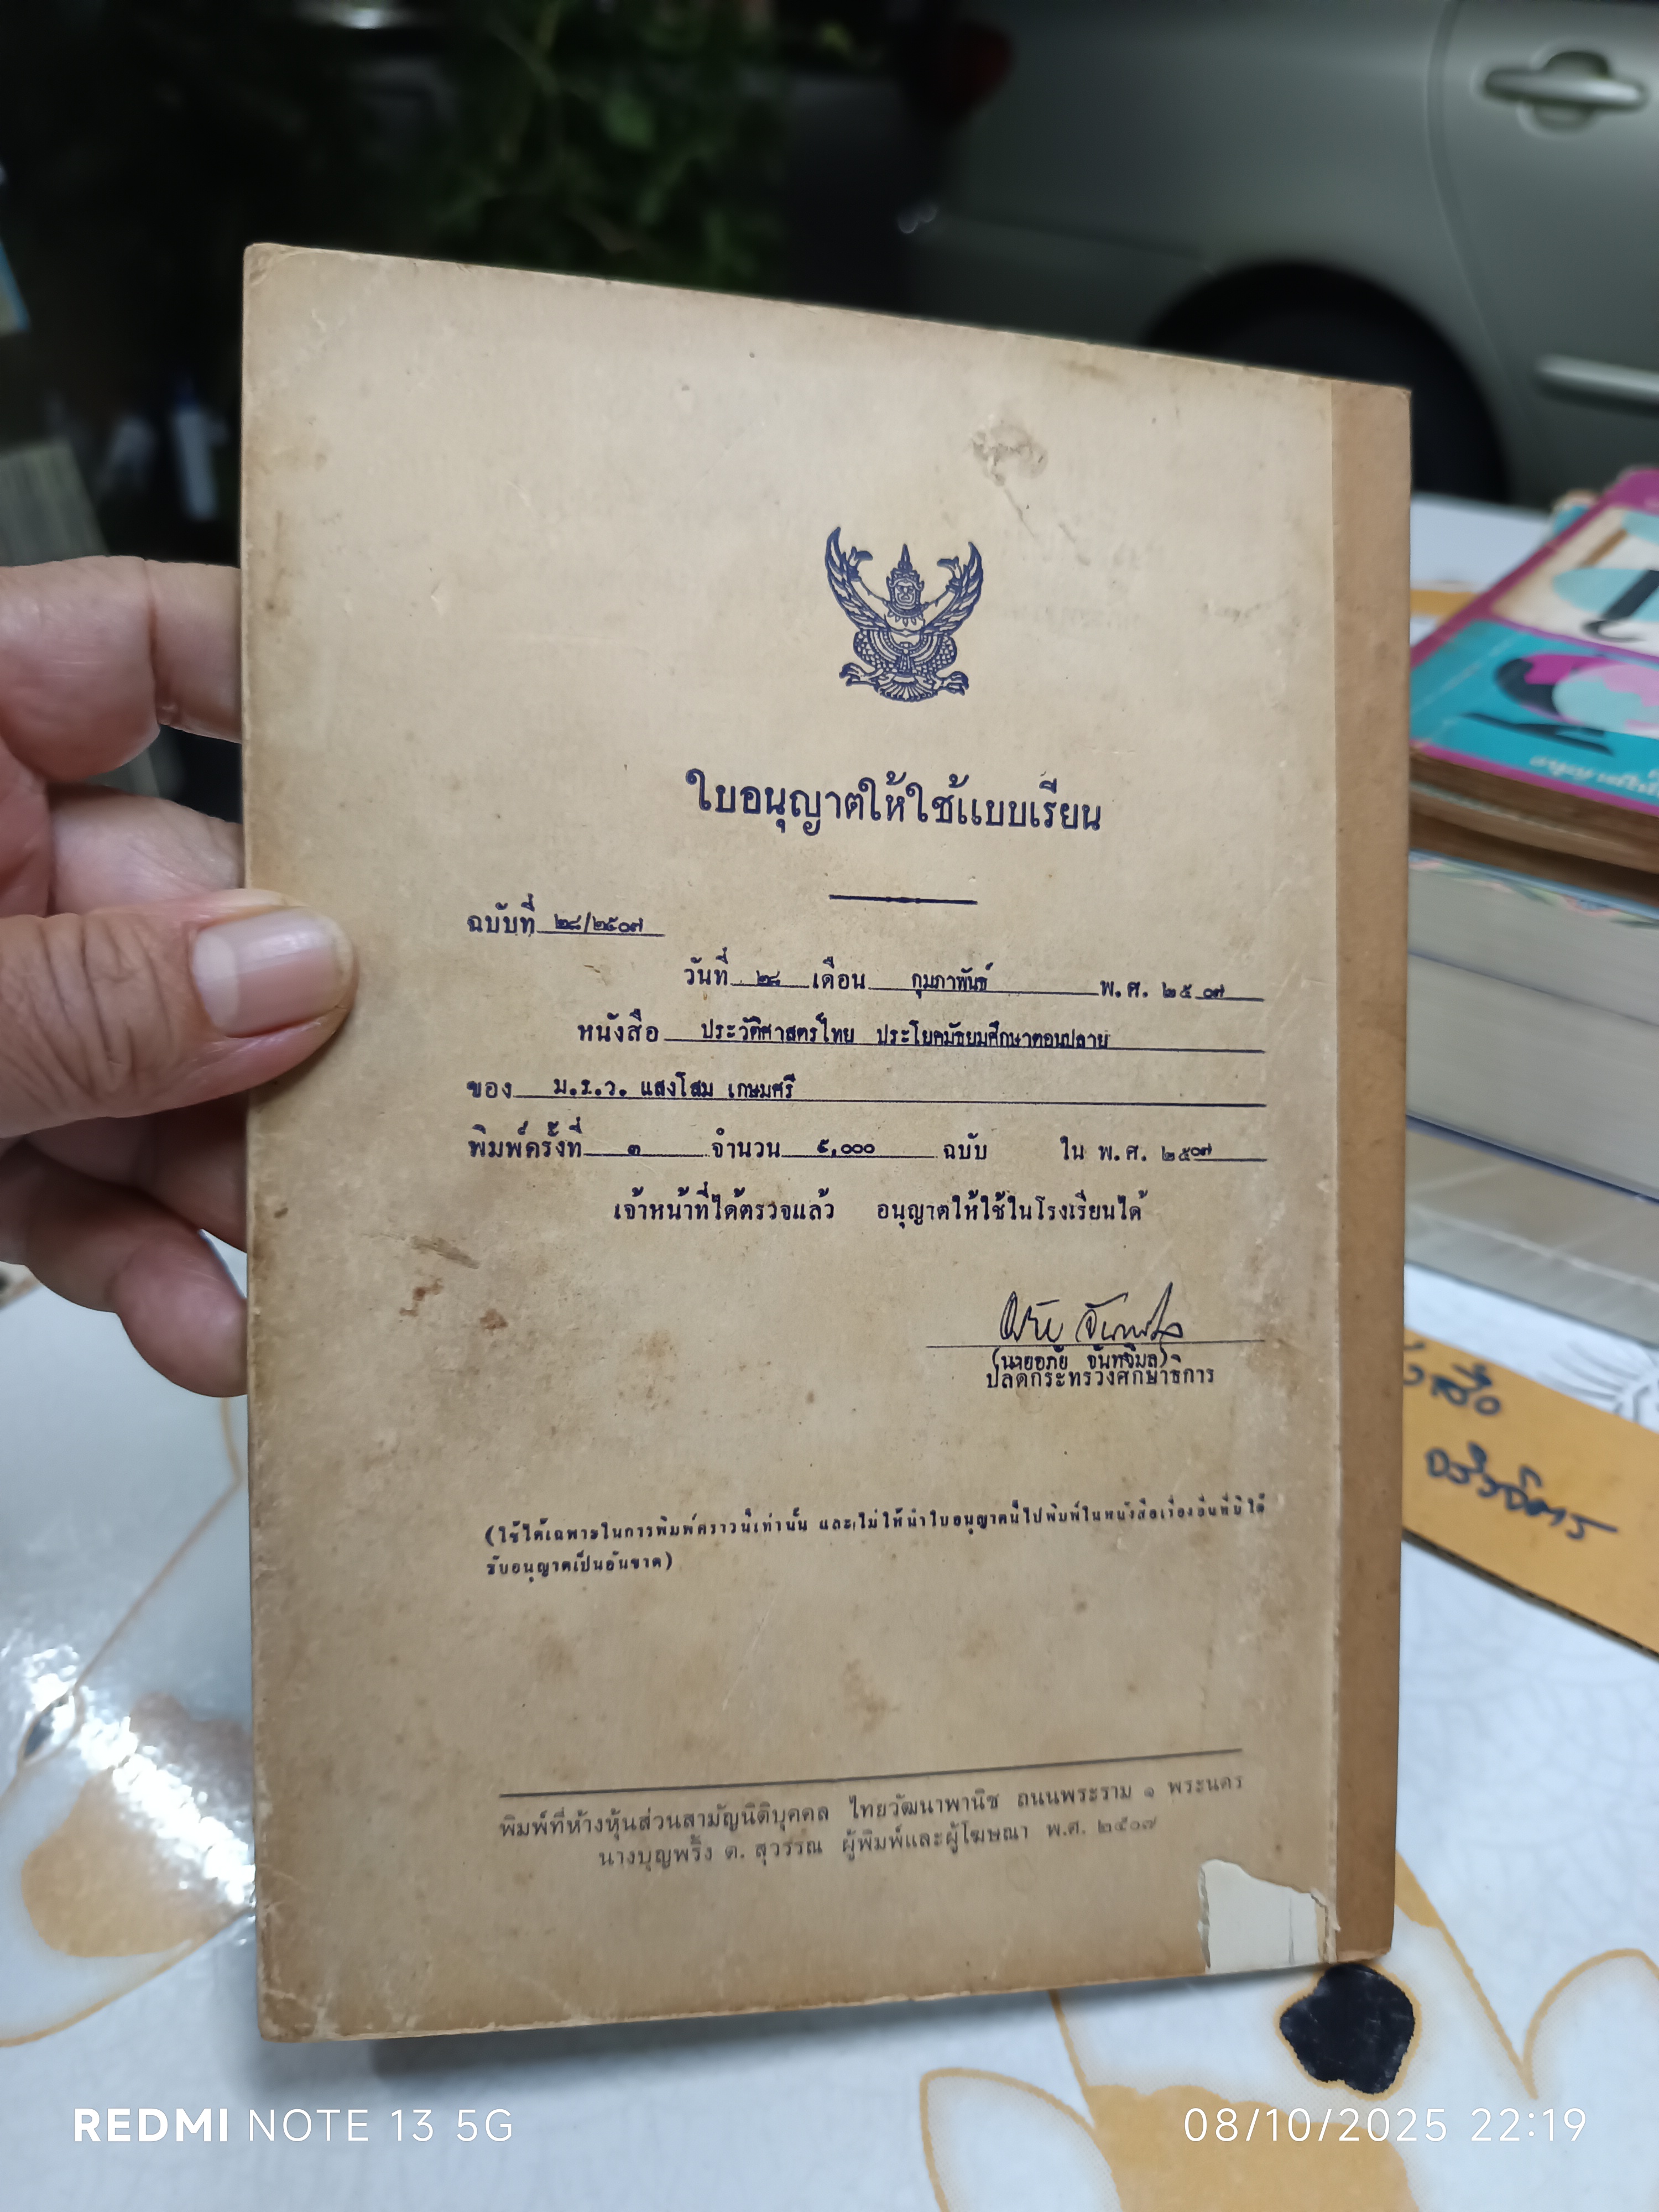 ใบอนุญาตให้ใช้แบบเรียน
ฉบับที่ ๒๘/๒๕๐๗
วันที่ ๒๘ เดือน กุมภาพันธ์ พ.ศ. ๒๕๐๗
หนังสือ ประวัติศาสตร์ไทย ประโยคมัธยมศึกษาตอนปลาย
ของ ม.ร.ว. แสงโสม เกษมศรี
พิมพ์ครั้งที่ ๓ จำนวน ๕,๐๐๐ ฉบับ ใน พ.ศ. ๒๕๐๗
เจ้าหน้าที่ได้ตรวจแล้ว อนุญาตให้ใช้ในโรงเรียนได้
(นายอภัย จันทวิมล)
ปลัดกระทรวงศึกษาธิการ
(ใช้ได้เฉพาะในการพิมพ์คราวนี้เท่านั้น และไม่ให้นำใบอนุญาตนี้ไปพิมพ์ในหนังสือเรื่องอื่นที่มิได้
รับอนุญาตเป็นอันขาด)
พิมพ์ที่ห้างหุ้นส่วนสามัญนิติบุคคล ไทยวัฒนาพานิช ถนนพระราม ๑ พระนคร
นางบุญพริ้ง ต. สุวรรณ ผู้พิมพ์และผู้โฆษณา พ.ศ. ๒๕๐๗
REDMI NOTE 13 5G
08/10/2025 22:19